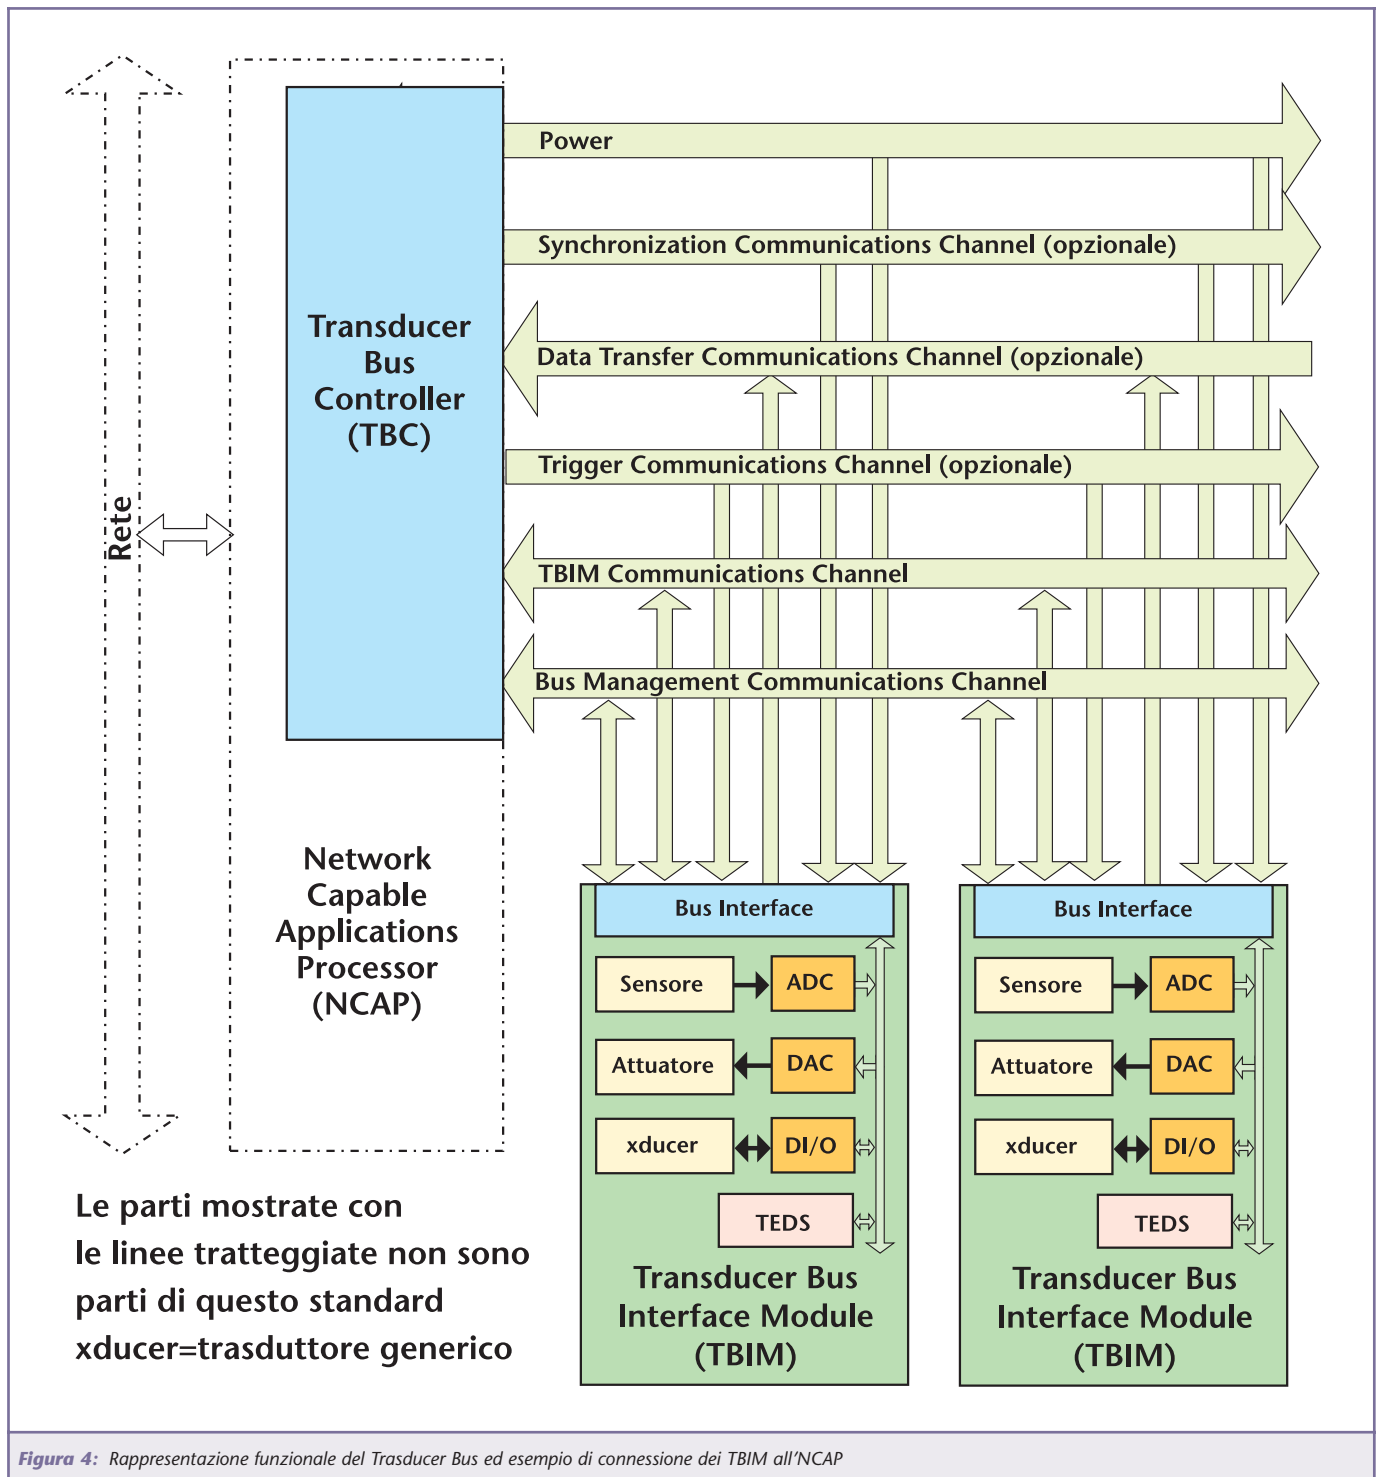 Power
Synchronization Communications Channel (opzionale)
Transducer
Bus
Controller
(TBC)
Data Transfer Communications Channel (opzionale)
Trigger Communications Channel (opzionale)
Rete
TBIM Communications Channel
Bus Management Communications Channel
Network
Capable
Applications
Processor
(NCAP)
Bus Interface
Sensore
ADC
Attuatore
DAC
xducer
DI/O
TEDS
Transducer Bus
Interface Module
(TBIM)
Bus Interface
Sensore
ADC
Attuatore
DAC
xducer
DI/O
TEDS
Transducer Bus
Interface Module
(TBIM)
Le parti mostrate con
le linee tratteggiate non sono
parti di questo standard
xducer=trasduttore generico
Figura 4: Rappresentazione funzionale del Trasducer Bus ed esempio di connessione dei TBIM all'NCAP